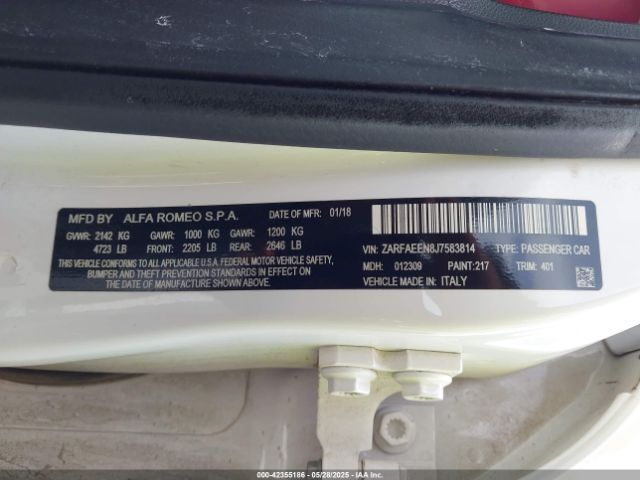 MFD BY ALFA ROMEO S.P.A. DATE OF MFR: 01/18
GVWR: 2142 KG GAWR: 1000 KG GAWR: 1200 KG
4723 LB FRONT: 2205 LB REAR: 2646 LB
THIS VEHICLE CONFORMS TO ALL APPLICABLE U.S.A. FEDERAL MOTOR VEHICLE SAFETY,
BUMPER AND THEFT PREVENTION STANDARDS IN EFFECT ON
THE DATE OF MANUFACTURE SHOWN ABOVE.
VIN: ZARFAEEN8J7583814 TYPE: PASSENGER CAR
MDH: 012309 PAINT:217 TRIM: 401
VEHICLE MADE IN: ITALY
000-42355186 - 05/28/2025 - IAA Inc.